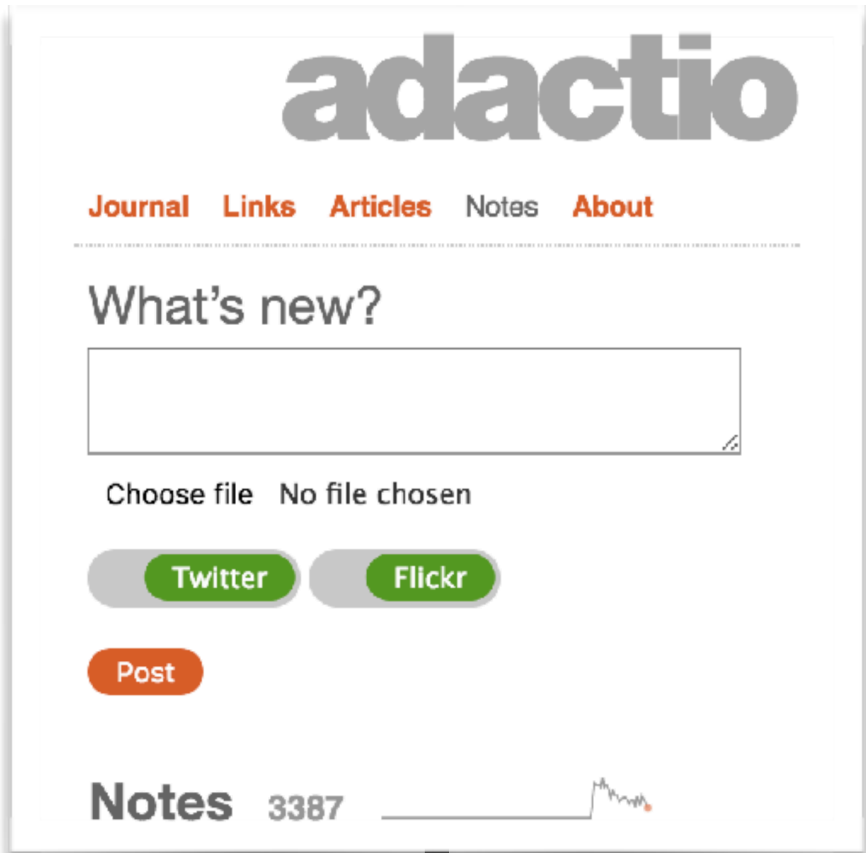 adactio
Journal Links Articles Notes About
What's new?
Choose file No file chosen
Twitter Flickr
Post
Notes 3387